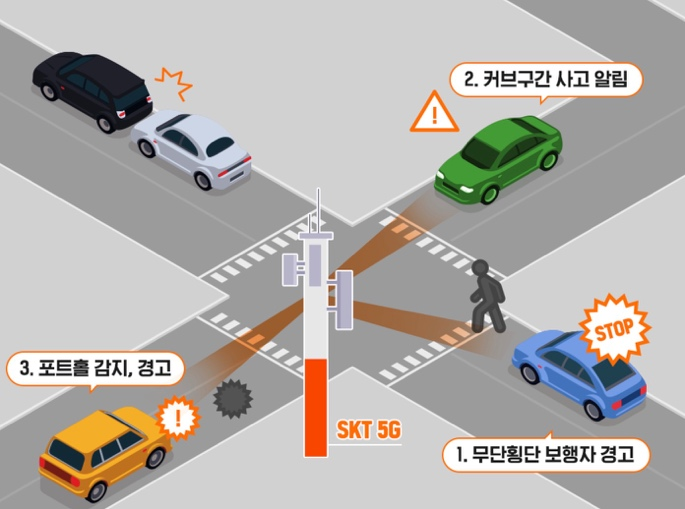 2. 커브구간 사고 알림
!
STOP
3. 포트홀 감지, 경고
!
SKT 5G
1. 무단횡단 보행자 경고